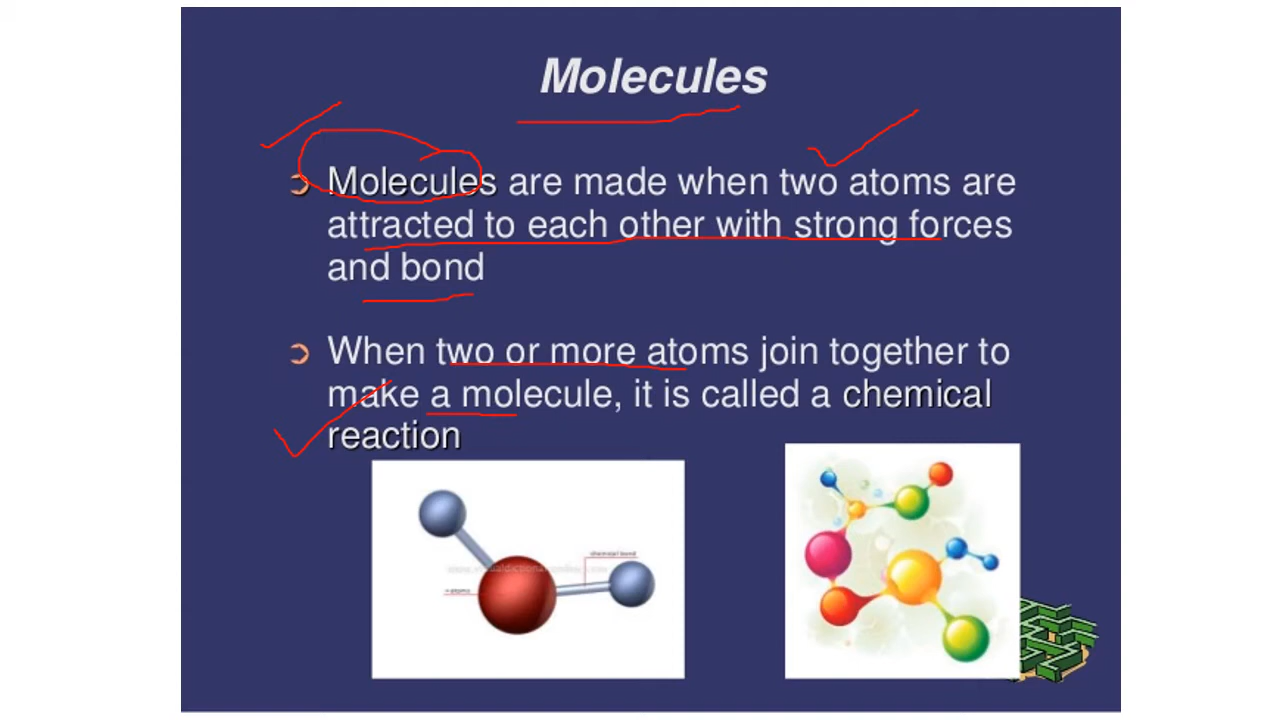 Molecules
Molecules are made when two atoms are
attracted to each other with strong forces
and bond
When two or more atoms join together to
make a molecule, it is called a chemical
reaction
chemical bond